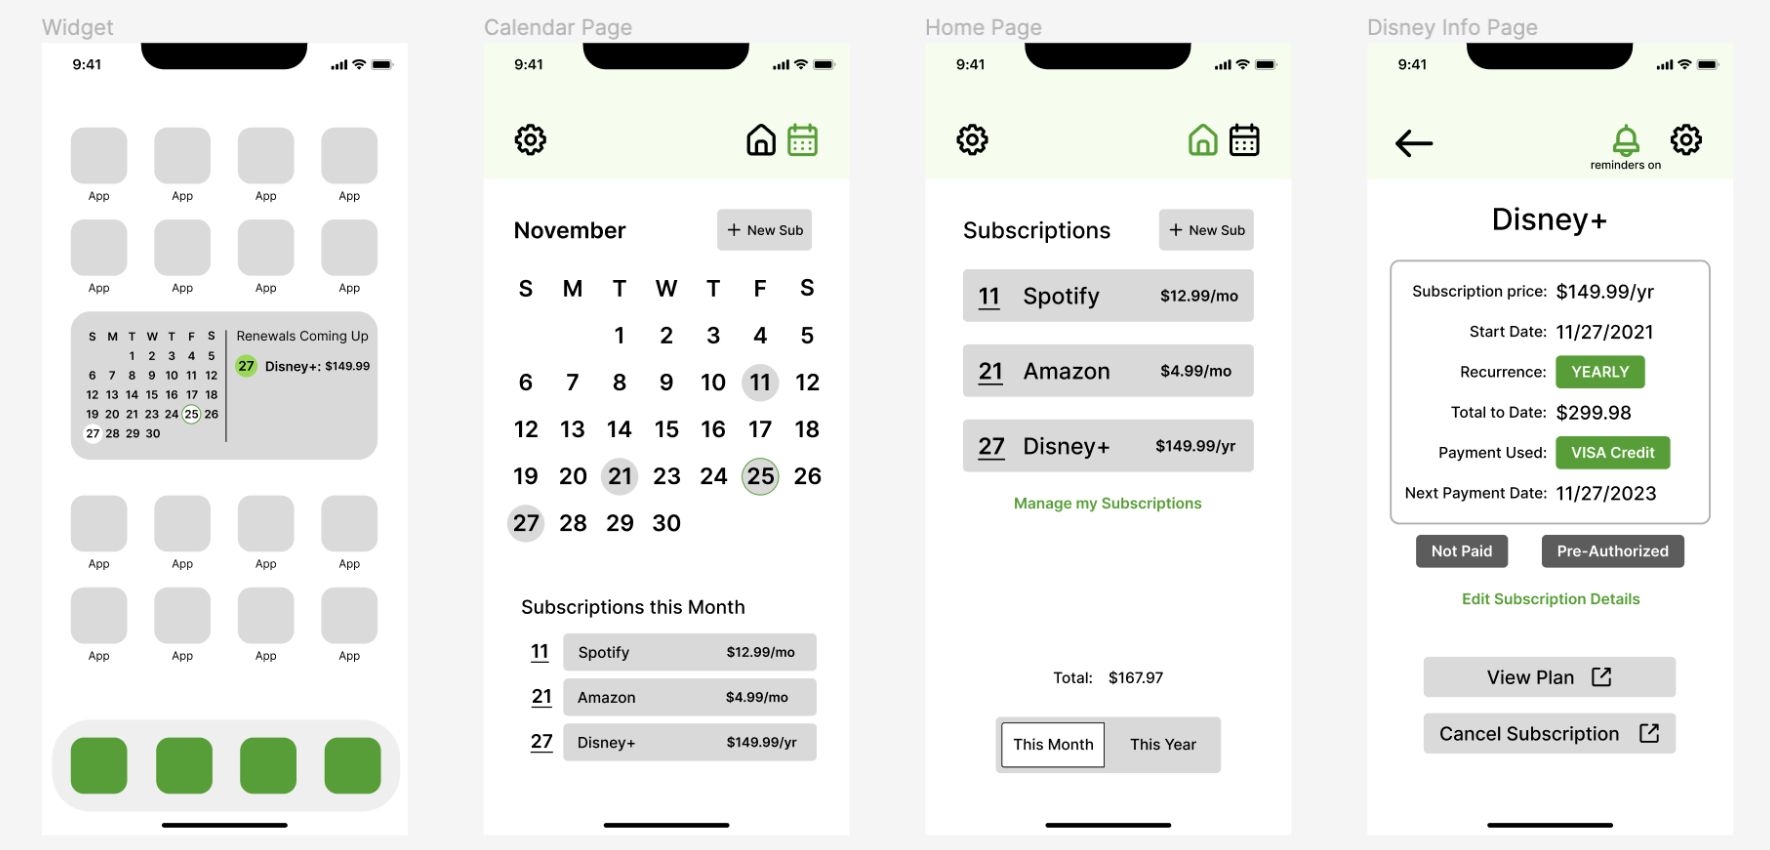 Widget
9:41
App App App App
App App App App
S M T W T F S
1 2 3 4 5
6 7 8 9 10 11 12
12 13 14 15 16 17 18
19 20 21 22 23 24 25 26
27 28 29 30
Renewals Coming Up
27 Disney+: $149.99
App App App App
App App App App
Calendar Page
9:41
November
+ New Sub
S M T W T F S
1 2 3 4 5
6 7 8 9 10 11 12
12 13 14 15 16 17 18
19 20 21 23 24 25 26
27 28 29 30
Subscriptions this Month
11 Spotify $12.99/mo
21 Amazon $4.99/mo
27 Disney+ $149.99/yr
Home Page
9:41
Subscriptions
+ New Sub
11 Spotify $12.99/mo
21 Amazon $4.99/mo
27 Disney+ $149.99/yr
Manage my Subscriptions
Total: $167.97
This Month This Year
Disney Info Page
9:41
reminders on
Disney+
Subscription price: $149.99/yr
Start Date: 11/27/2021
Recurrence: YEARLY
Total to Date: $299.98
Payment Used: VISA Credit
Next Payment Date: 11/27/2023
Not Paid Pre-Authorized
Edit Subscription Details
View Plan
Cancel Subscription